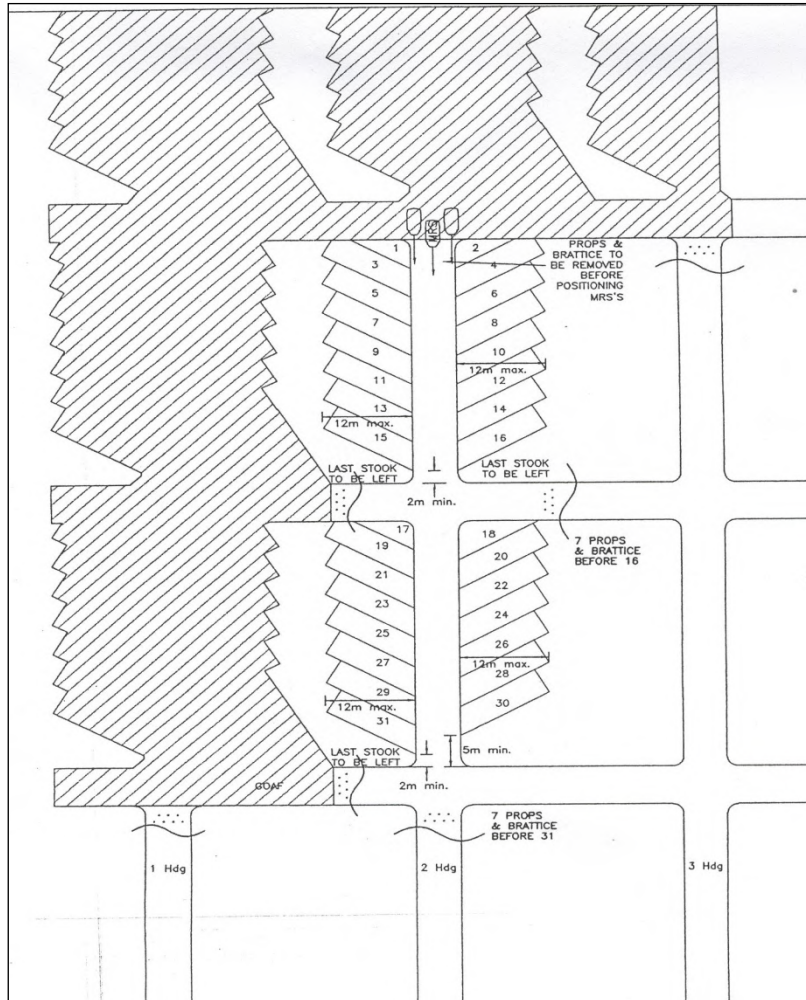 MRS
1
2
PROPS &
BRATTICE TO
BE REMOVED
BEFORE
POSITIONING
MRS'S
3
4
5
6
7
8
9
10
12m max.
11
12
13
14
12m max.
15
16
LAST STOOK
TO BE LEFT
LAST STOOK
TO BE LEFT
2m min.
7 PROPS
& BRATTICE
BEFORE 16
17
18
19
20
21
22
23
24
25
26
12m max.
27
28
29
30
12m max.
31
5m min.
LAST STOOK
TO BE LEFT
2m min.
GOAF
7 PROPS
& BRATTICE
BEFORE 31
1 Hdg
2 Hdg
3 Hdg